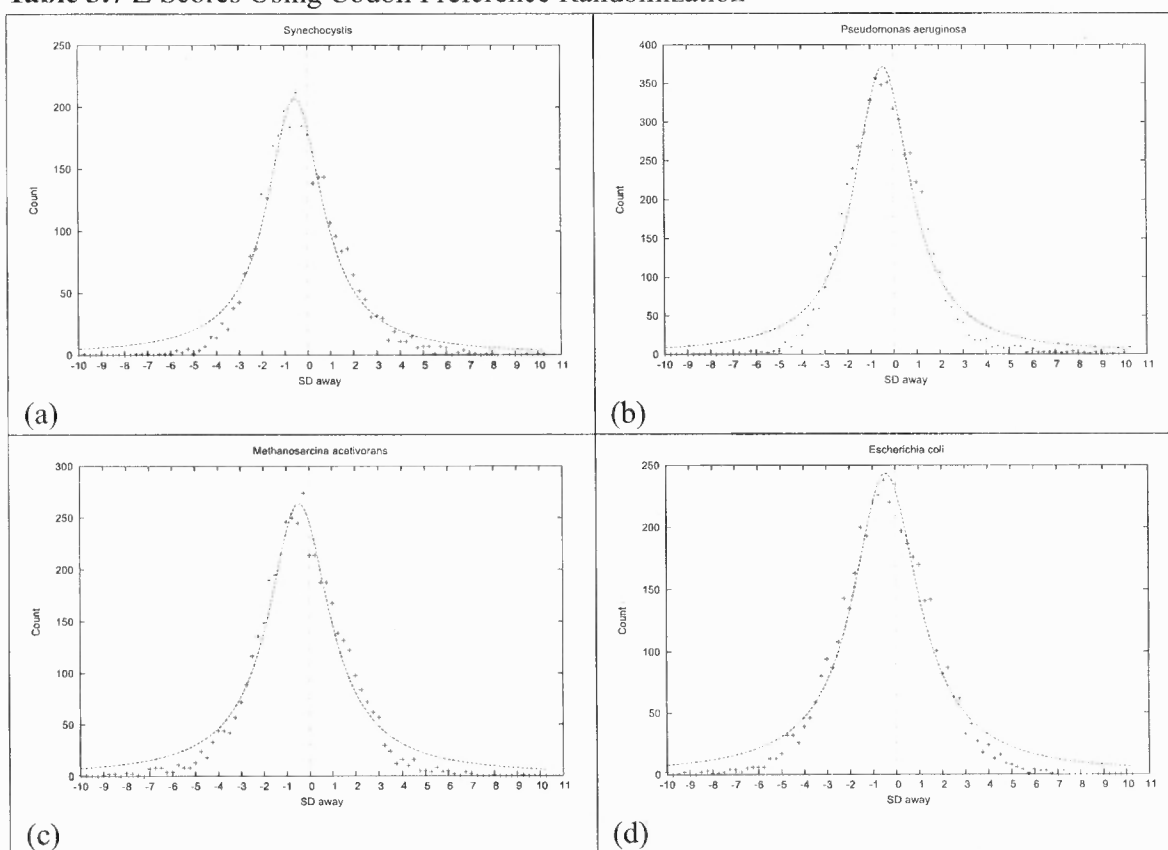 Table 3.7 Z-Scores Using Codon Preference Randomization
Synechocystis
250
200
150
100
50
0
Count
-10 -9 -8 -7 -6 -5 -4 -3 -2 -1 0 1 2 3 4 5 6 7 8 9 10 11
SD away
(a)
Pseudomonas aeruginosa
400
350
300
250
200
150
100
50
0
Count
-10 -9 -8 -7 -6 -5 -4 -3 -2 -1 0 1 2 3 4 5 6 7 8 9 10 11
SD away
(b)
Methanosarcina acetivorans
300
250
200
150
100
50
0
Count
-10 -9 -8 -7 -6 -5 -4 -3 -2 -1 0 1 2 3 4 5 6 7 8 9 10 11
SD away
(c)
Escherichia coli
250
200
150
100
50
0
Count
-10 -9 -8 -7 -6 -5 -4 -3 -2 -1 0 1 2 3 4 5 6 7 8 9 10 11
SD away
(d)